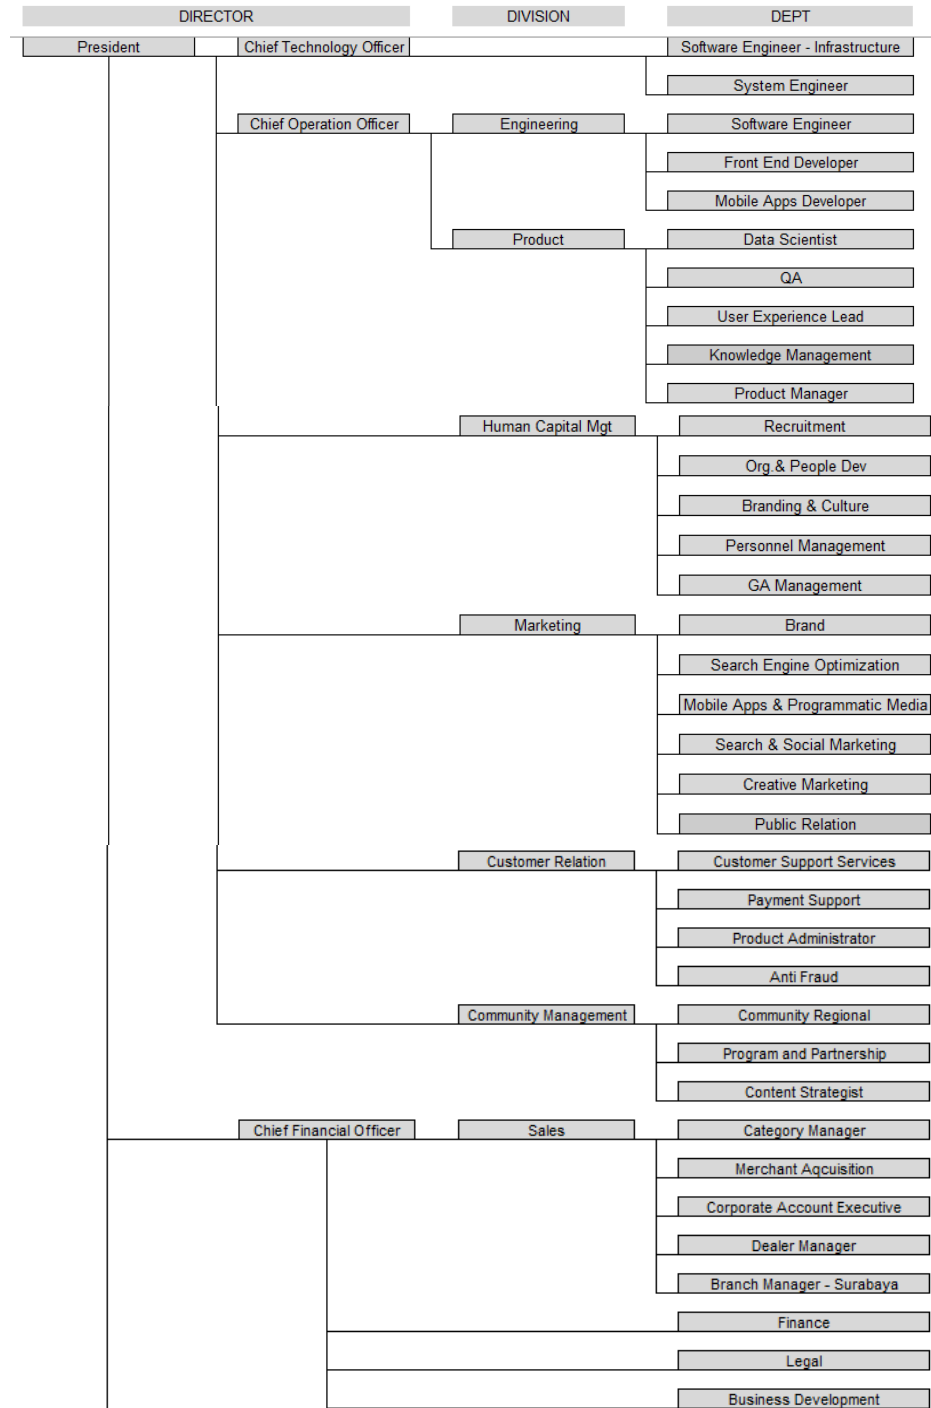 DIRECTOR DIVISION DEPT
President Chief Technology Officer Software Engineer - Infrastructure
System Engineer
Chief Operation Officer Engineering Software Engineer
Front End Developer
Mobile Apps Developer
Product Data Scientist
QA
User Experience Lead
Knowledge Management
Product Manager
Human Capital Mgt Recruitment
Org.& People Dev
Branding & Culture
Personnel Management
GA Management
Marketing Brand
Search Engine Optimization
Mobile Apps & Programmatic Media
Search & Social Marketing
Creative Marketing
Public Relation
Customer Relation Customer Support Services
Payment Support
Product Administrator
Anti Fraud
Community Management Community Regional
Program and Partnership
Content Strategist
Chief Financial Officer Sales Category Manager
Merchant Aqcuisition
Corporate Account Executive
Dealer Manager
Branch Manager - Surabaya
Finance
Legal
Business Development